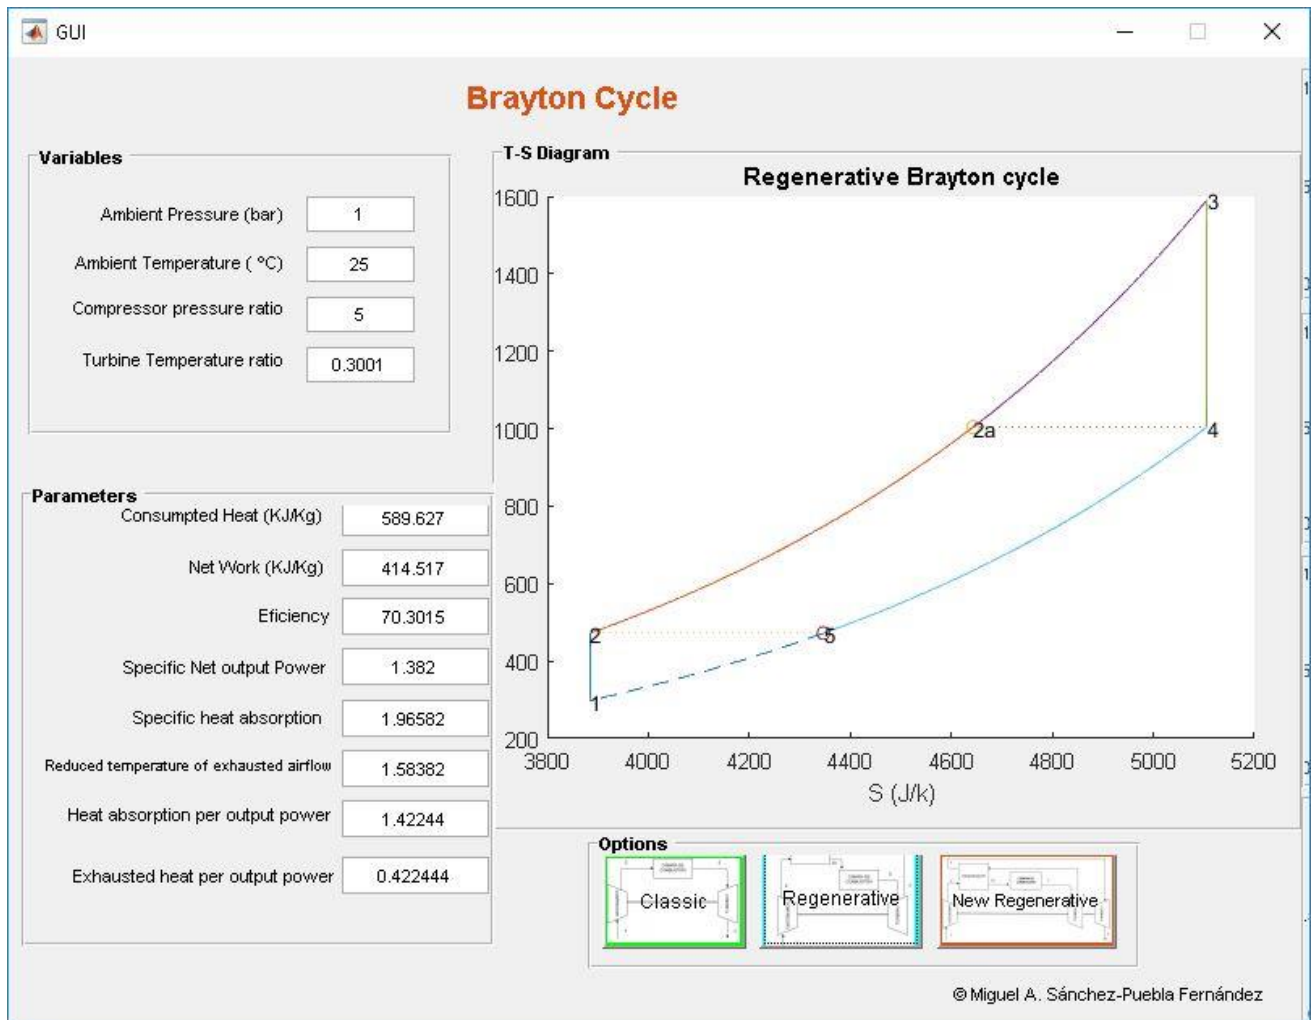 GUI
Brayton Cycle
Variables
Ambient Pressure (bar) 1
Ambient Temperature ( ºC) 25
Compressor pressure ratio 5
Turbine Temperature ratio 0.3001
Parameters
Consumpted Heat (KJ/Kg) 589.627
Net Work (KJ/Kg) 414.517
Eficiency 70.3015
Specific Net output Power 1.382
Specific heat absorption 1.96582
Reduced temperature of exhausted airflow 1.58382
Heat absorption per output power 1.42244
Exhausted heat per output power 0.422444
T-S Diagram
Regenerative Brayton cycle
1600
1400
1200
1000
800
600
400
200
3
2a
4
2
5
1
3800 4000 4200 4400 4600 4800 5000 5200
S (J/k)
Options
Classic
Regenerative
New Regenerative
© Miguel A. Sánchez-Puebla Fernández